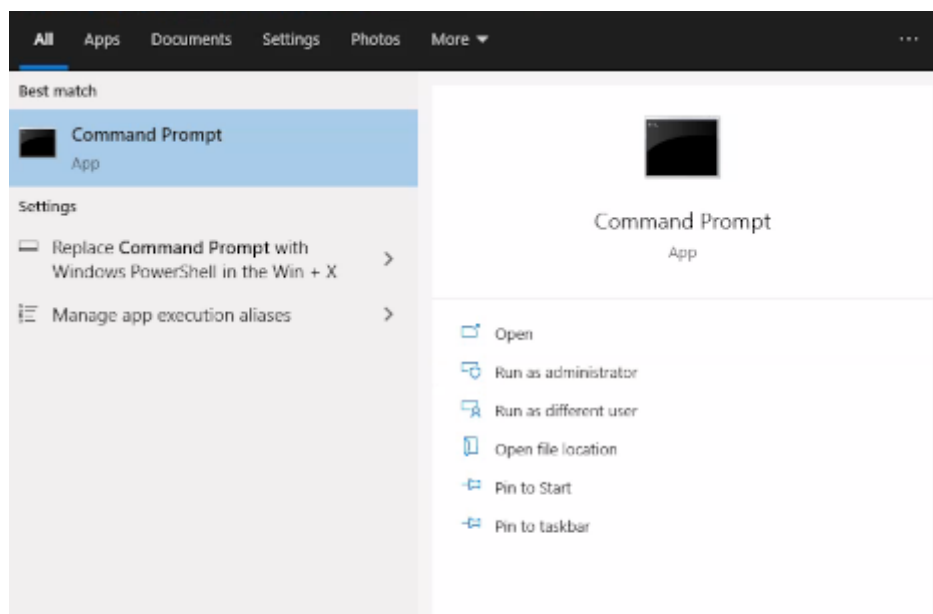 All Apps Documents Settings Photos More
Best match
Command Prompt
App
Settings
Replace Command Prompt with
Windows PowerShell in the Win + X
Manage app execution aliases
Command Prompt
App
Open
Run as administrator
Run as different user
Open file location
Pin to Start
Pin to taskbar